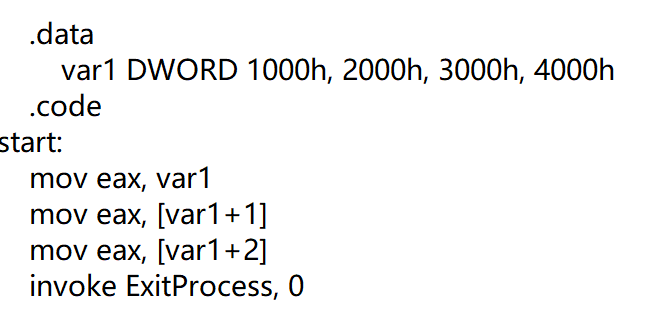 .data
var1 DWORD 1000h, 2000h, 3000h, 4000h
.code
start:
mov eax, var1
mov eax, [var1+1]
mov eax, [var1+2]
invoke ExitProcess, 0